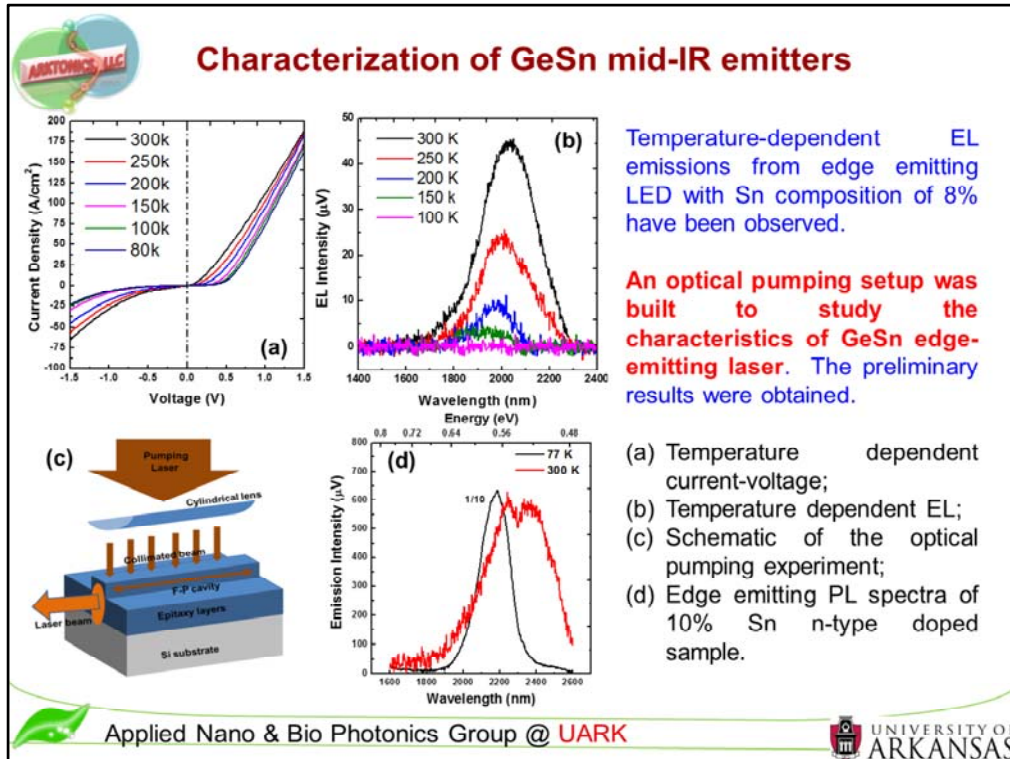 ARKTONICS, LLC
Characterization of GeSn mid-IR emitters
200
175
150
125
100
75
50
25
0
-25
-50
-75
-100
Current Density (A/cm²)
300k
250k
200k
150k
100k
80k
(a)
-1.5 -1.0 -0.5 0.0 0.5 1.0 1.5
Voltage (V)
50
40
30
20
10
0
EL Intensity (µV)
300 K
250 K
200 K
150 k
100 K
(b)
1400 1600 1800 2000 2200 2400
Wavelength (nm)
Temperature-dependent EL
emissions from edge emitting
LED with Sn composition of 8%
have been observed.
An optical pumping setup was
built to study the
characteristics of GeSn edge-
emitting laser. The preliminary
results were obtained.
(c)
Pumping
Laser
Cylindrical lens
Collimated beam
F-P cavity
Epitaxy layers
Laser beam
Si substrate
Energy (eV)
0.8 0.72 0.64 0.56 0.48
800
700
600
500
400
300
200
100
0
Emission Intensity (µV)
(d)
77 K
300 K
1/10
1600 1800 2000 2200 2400 2600
Wavelength (nm)
(a) Temperature dependent
current-voltage;
(b) Temperature dependent EL;
(c) Schematic of the optical
pumping experiment;
(d) Edge emitting PL spectra of
10% Sn n-type doped
sample.
Applied Nano & Bio Photonics Group @ UARK
UNIVERSITY OF
ARKANSAS